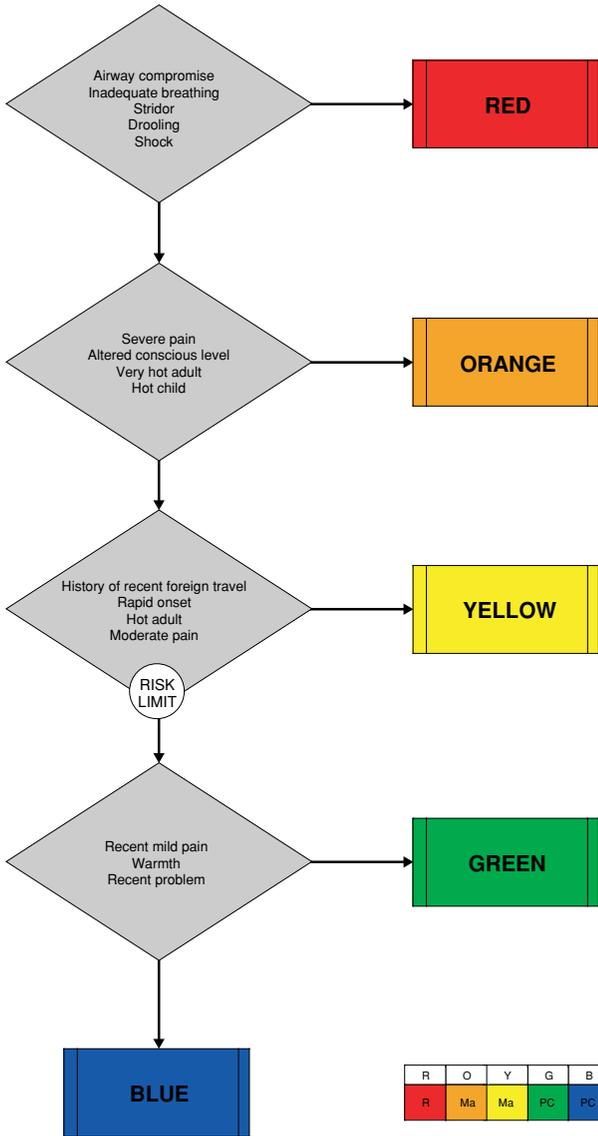 Airway compromise
Inadequate breathing
Stridor
Drooling
Shock
RED
Severe pain
Altered conscious level
Very hot adult
Hot child
ORANGE
History of recent foreign travel
Rapid onset
Hot adult
Moderate pain
YELLOW
RISK
LIMIT
Recent mild pain
Warmth
Recent problem
GREEN
BLUE
R O Y G B
R Ma Ma PC PC